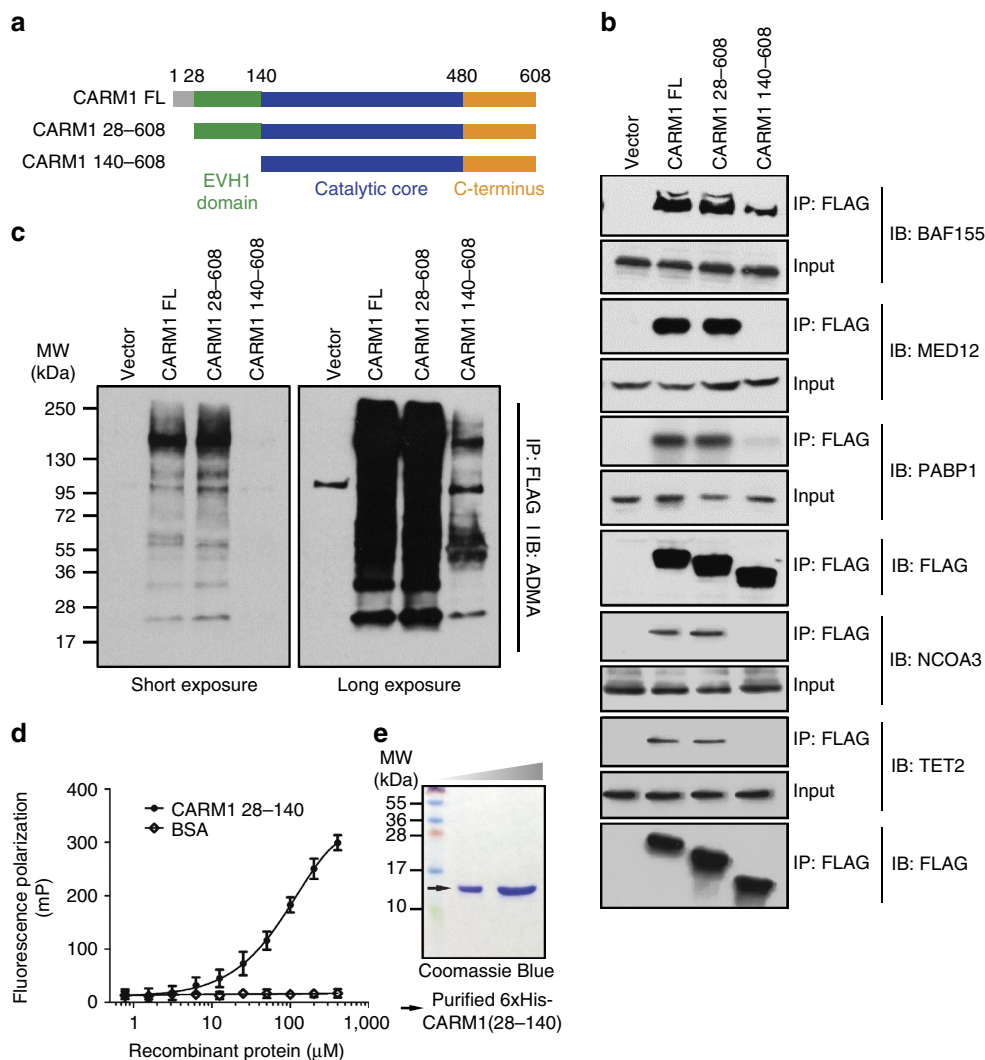 a
1 28 140 480 608
CARM1 FL
CARM1 28–608
CARM1 140–608
EVH1
domain
Catalytic core
C-terminus
b
Vector
CARM1 FL
CARM1 28–608
CARM1 140–608
IP: FLAG
Input
IB: BAF155
IP: FLAG
Input
IB: MED12
IP: FLAG
Input
IB: PABP1
IP: FLAG
IB: FLAG
IP: FLAG
Input
IB: NCOA3
IP: FLAG
Input
IB: TET2
IP: FLAG
IB: FLAG
c
MW
(kDa)
Vector
CARM1 FL
CARM1 28–608
CARM1 140–608
Vector
CARM1 FL
CARM1 28–608
CARM1 140–608
250
130
95
72
55
36
28
17
IP: FLAG I IB: ADMA
Short exposure
Long exposure
d
Fluorescence polarization
(mP)
400
300
200
100
0
CARM1 28–140
BSA
1 10 100 1,000
Recombinant protein (μM)
e
MW
(kDa)
55
36
28
17
10
Coomassie Blue
Purified 6xHis-
CARM1(28–140)